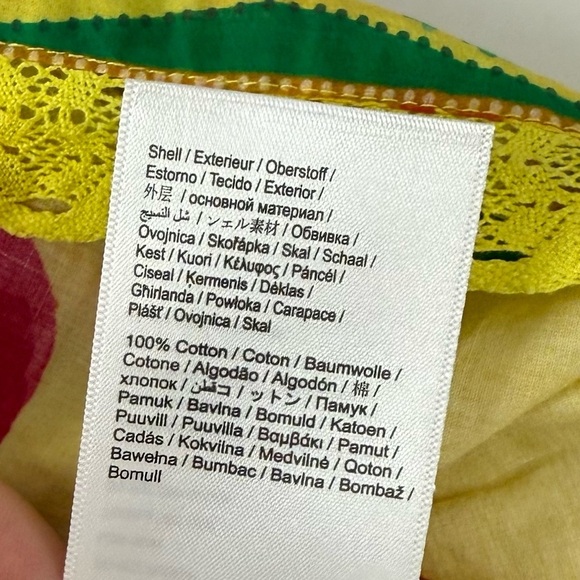 Shell / Exterieur / Oberstoff /
Estorno / Tecido / Exterior /
外层 / основной материал /
شل النسيج / シェル素材 / Обвивка /
Ovojnica / Skořápka / Skal / Schaal /
Kest / Kuori / Κέλυφος / Páncél /
Ciseal / Ķermenis / Dėklas /
Għirlanda / Powłoka / Carapace /
Plášť / Ovojnica / Skal
100% Cotton / Coton / Baumwolle /
Cotone / Algodão / Algodón / 棉 /
хлопок / قطن / コットン / Памук /
Pamuk / Bavlna / Bomuld / Katoen /
Puuvill / Puuvilla / Βαμβάκι / Pamut /
Cadás / Kokvilna / Medvilnė / Qoton /
Bawełna / Bumbac / Bavlna / Bombaž /
Bomull